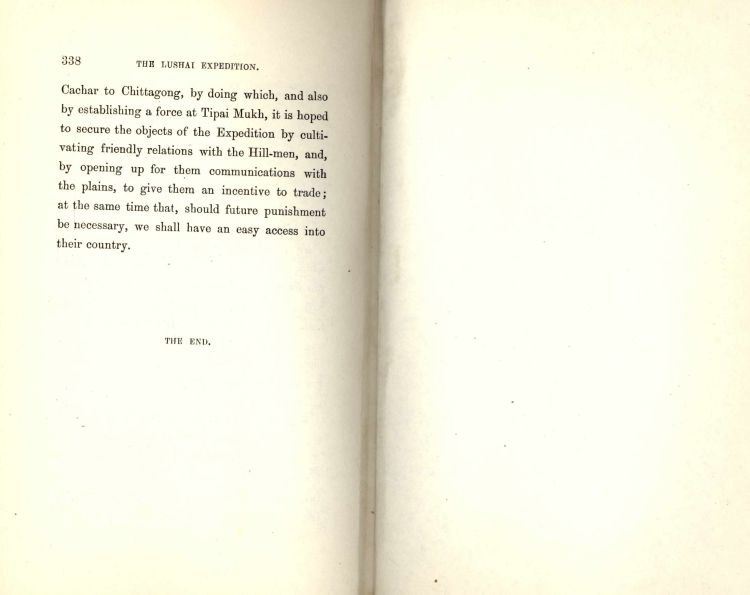 338
THE LUSHAI EXPEDITION.
Cachar to Chittagong, by doing which, and also
by establishing a force at Tipai Mukh, it is hoped
to secure the objects of the Expedition by culti-
vating friendly relations with the Hill-men, and,
by opening up for them communications with
the plains, to give them an incentive to trade;
at the same time that, should future punishment
be necessary, we shall have an easy access into
their country.
THE END.